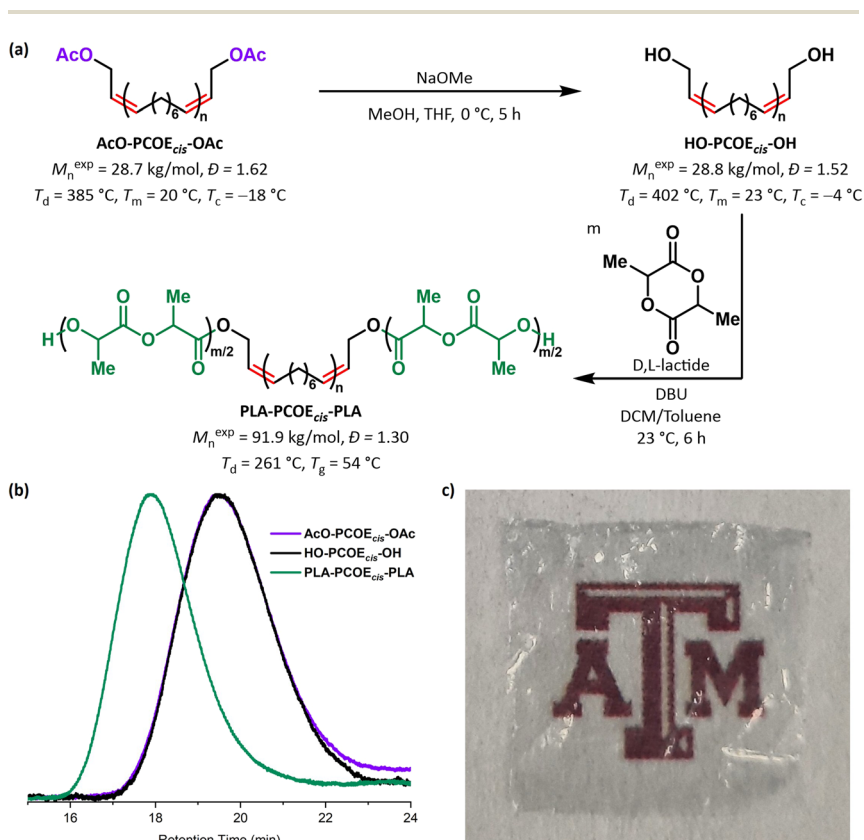 (a)
AcO
OAc
6
n
AcO-PCOEcis-OAc
Mnexp = 28.7 kg/mol, Đ = 1.62
Td = 385 °C, Tm = 20 °C, Tc = −18 °C
NaOMe
MeOH, THF, 0 °C, 5 h
HO
OH
6
n
HO-PCOEcis-OH
Mnexp = 28.8 kg/mol, Đ = 1.52
Td = 402 °C, Tm = 23 °C, Tc = −4 °C
m
O
Me
O
O
Me
O
D,L-lactide
DBU
DCM/Toluene
23 °C, 6 h
H
O
Me
O
O
Me
O
m/2
O
6
n
O
O
Me
O
O
Me
O
H
m/2
PLA-PCOEcis-PLA
Mnexp = 91.9 kg/mol, Đ = 1.30
Td = 261 °C, Tg = 54 °C
(b)
AcO-PCOEcis-OAc
HO-PCOEcis-OH
PLA-PCOEcis-PLA
16 18 20 22 24
Retention Time (min)
c)
A T M